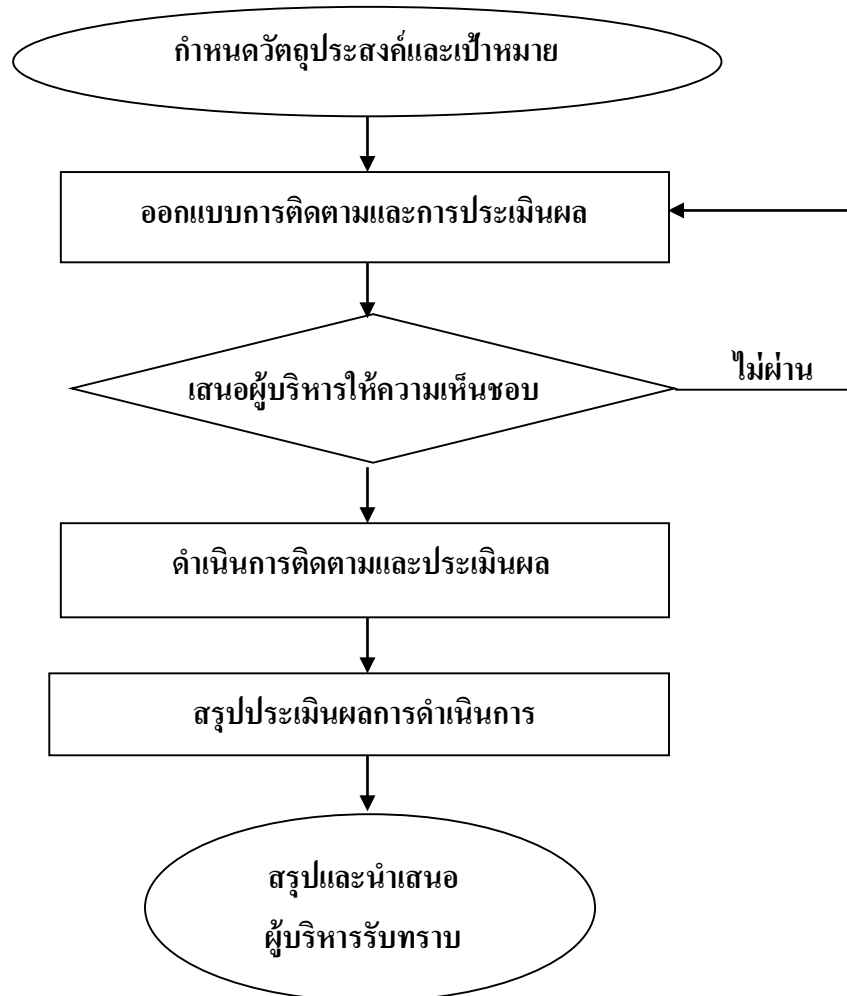 กำหนดวัตถุประสงค์และเป้าหมาย
ออกแบบการติดตามและการประเมินผล
เสนอผู้บริหารให้ความเห็นชอบ
ไม่ผ่าน
ดำเนินการติดตามและประเมินผล
สรุปประเมินผลการดำเนินการ
สรุปและนำเสนอ
ผู้บริหารรับทราบ